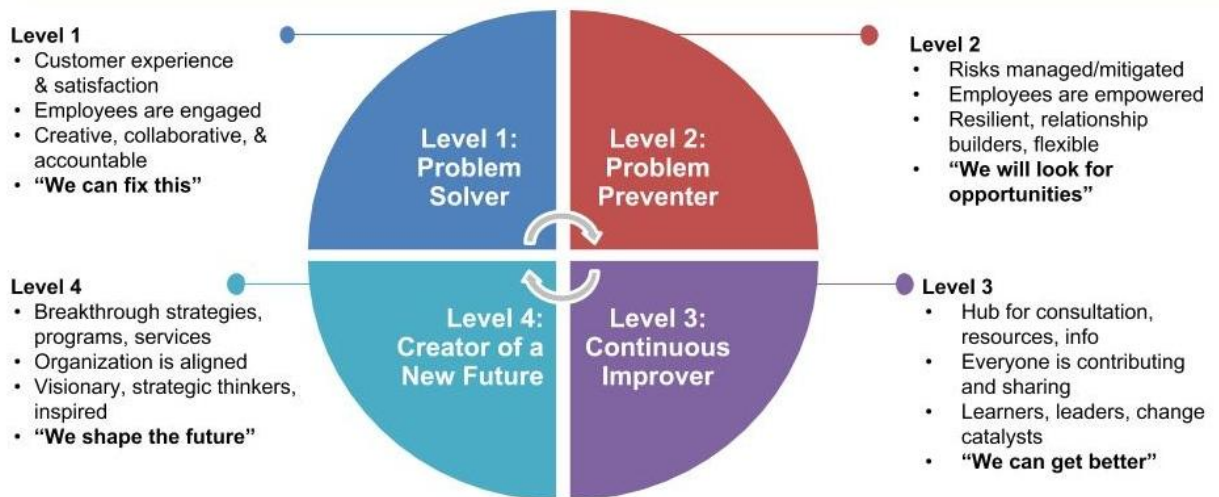 Level 1
• Customer experience
& satisfaction
• Employees are engaged
• Creative, collaborative, &
accountable
• “We can fix this”
Level 1:
Problem
Solver
Level 2:
Problem
Preventer
Level 2
• Risks managed/mitigated
• Employees are empowered
• Resilient, relationship
builders, flexible
• “We will look for
opportunities”
Level 4
• Breakthrough strategies,
programs, services
• Organization is aligned
• Visionary, strategic thinkers,
inspired
• “We shape the future”
Level 4:
Creator of a
New Future
Level 3:
Continuous
Improver
Level 3
• Hub for consultation,
resources, info
• Everyone is contributing
and sharing
• Learners, leaders, change
catalysts
• “We can get better”